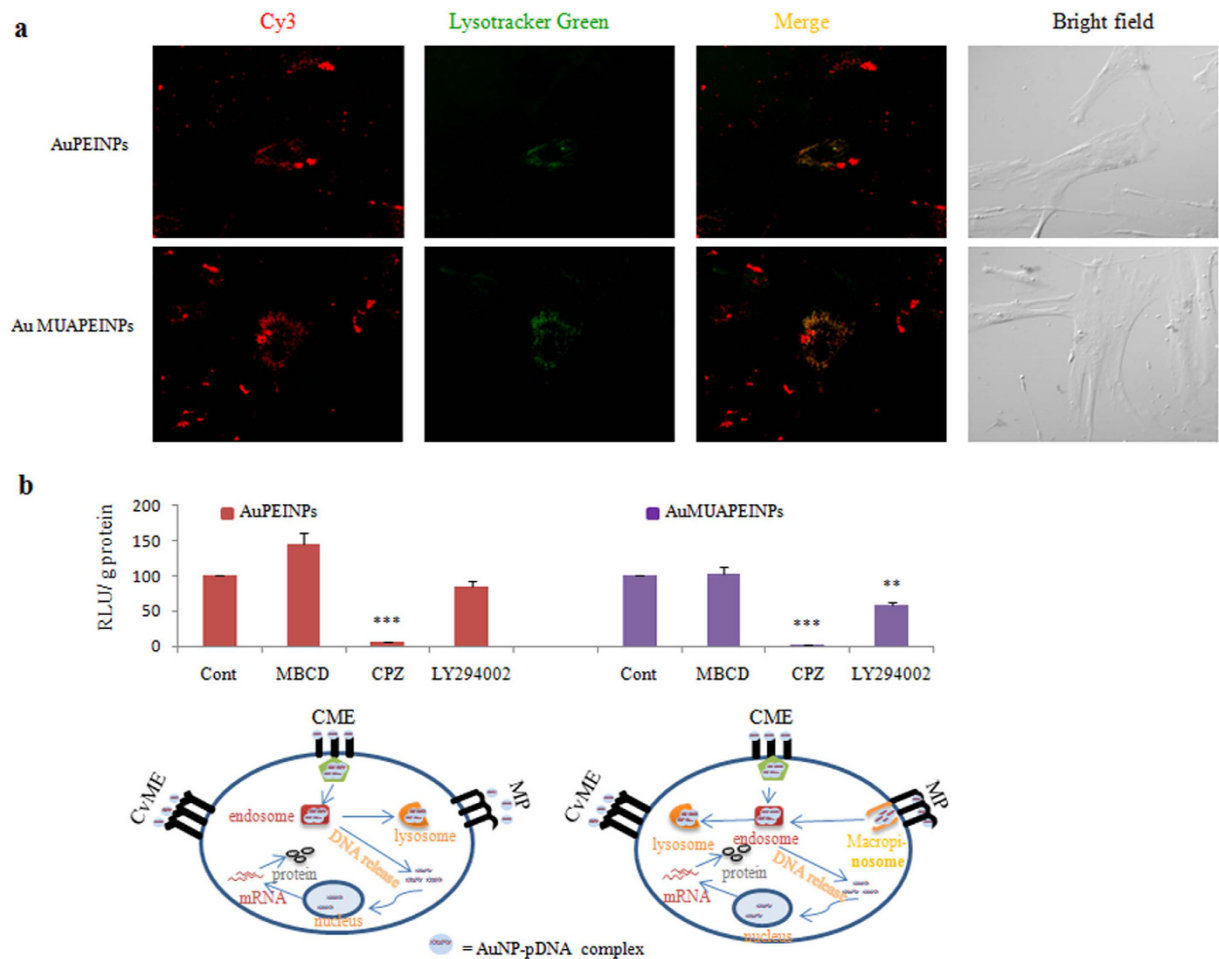 a
Cy3
Lysotracker Green
Merge
Bright field
AuPEINPs
Au MUAPEINPs
b
RLU/ g protein
200
150
100
50
0
AuPEINPs
AuMUAPEINPs
***
***
**
Cont MBCD CPZ LY294002
Cont MBCD CPZ LY294002
CME
CvME
MP
endosome
lysosome
DNA release
protein
mRNA
nucleus
CME
CvME
MP
lysosome
endosome
Macropi-
nosome
DNA release
protein
mRNA
nucleus
= AuNP-pDNA complex